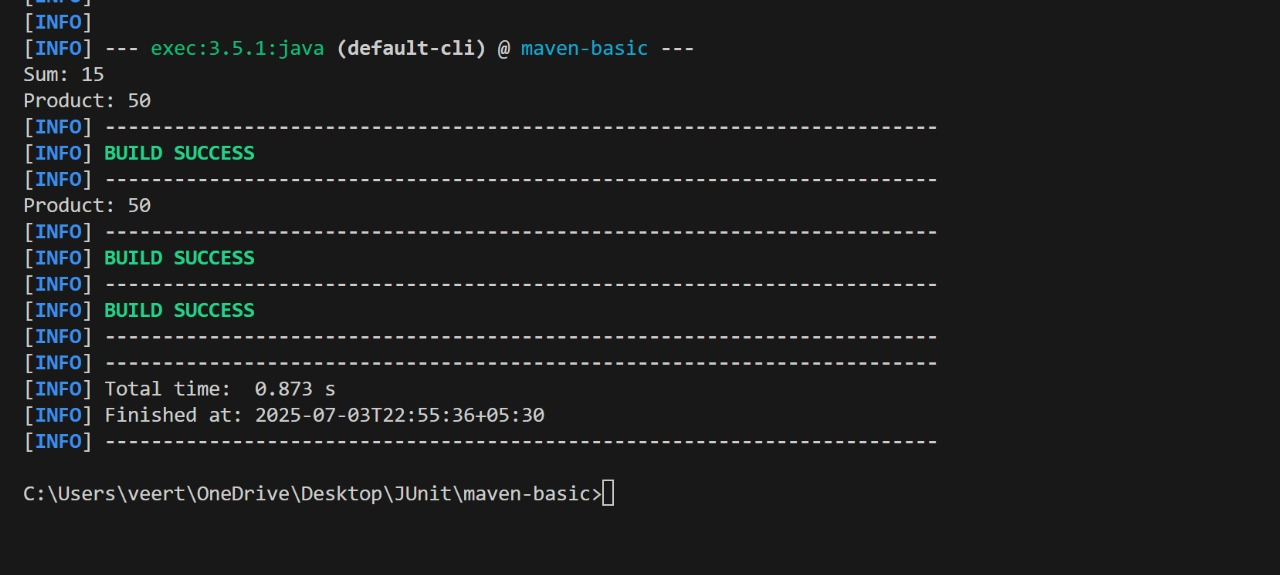 [INFO]
[INFO]
[INFO] --- exec:3.5.1:java (default-cli) @ maven-basic ---
Sum: 15
Product: 50
[INFO] ------------------------------------------------------------------------
[INFO] BUILD SUCCESS
[INFO] ------------------------------------------------------------------------
Product: 50
[INFO] ------------------------------------------------------------------------
[INFO] BUILD SUCCESS
[INFO] ------------------------------------------------------------------------
[INFO] BUILD SUCCESS
[INFO] ------------------------------------------------------------------------
[INFO] ------------------------------------------------------------------------
[INFO] Total time:  0.873 s
[INFO] Finished at: 2025-07-03T22:55:36+05:30
[INFO] ------------------------------------------------------------------------
C:\Users\veert\OneDrive\Desktop\JUnit\maven-basic>